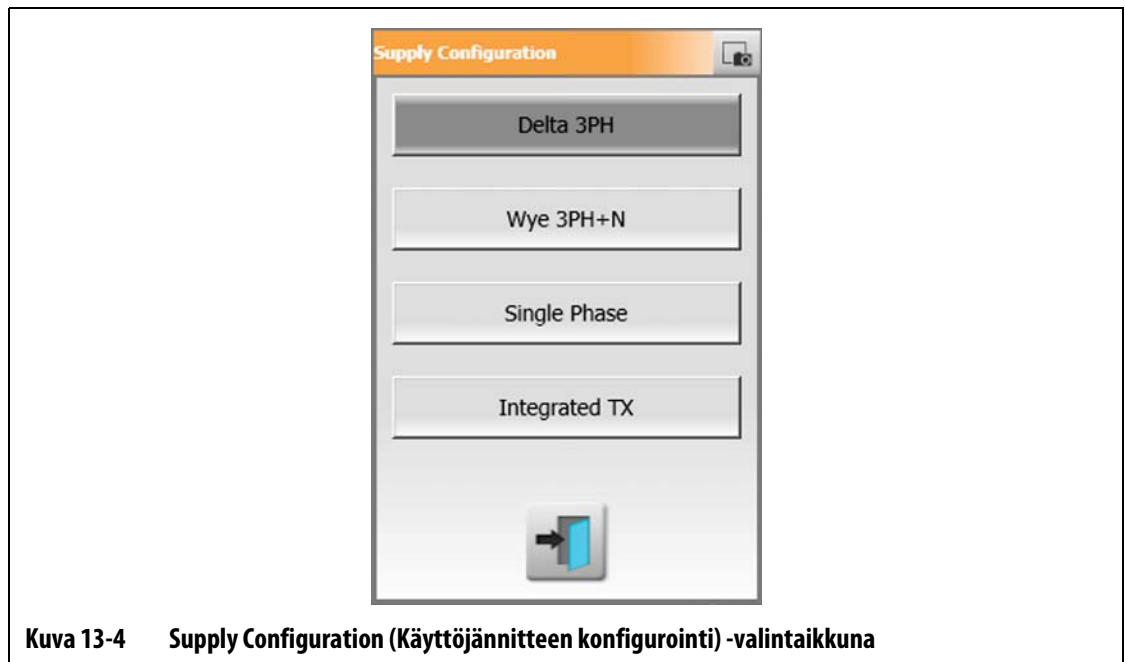 Supply Configuration
Delta 3PH
Wye 3PH+N
Single Phase
Integrated TX
Kuva 13-4 Supply Configuration (Käyttöjännitteen konfigurointi) -valintaikkuna